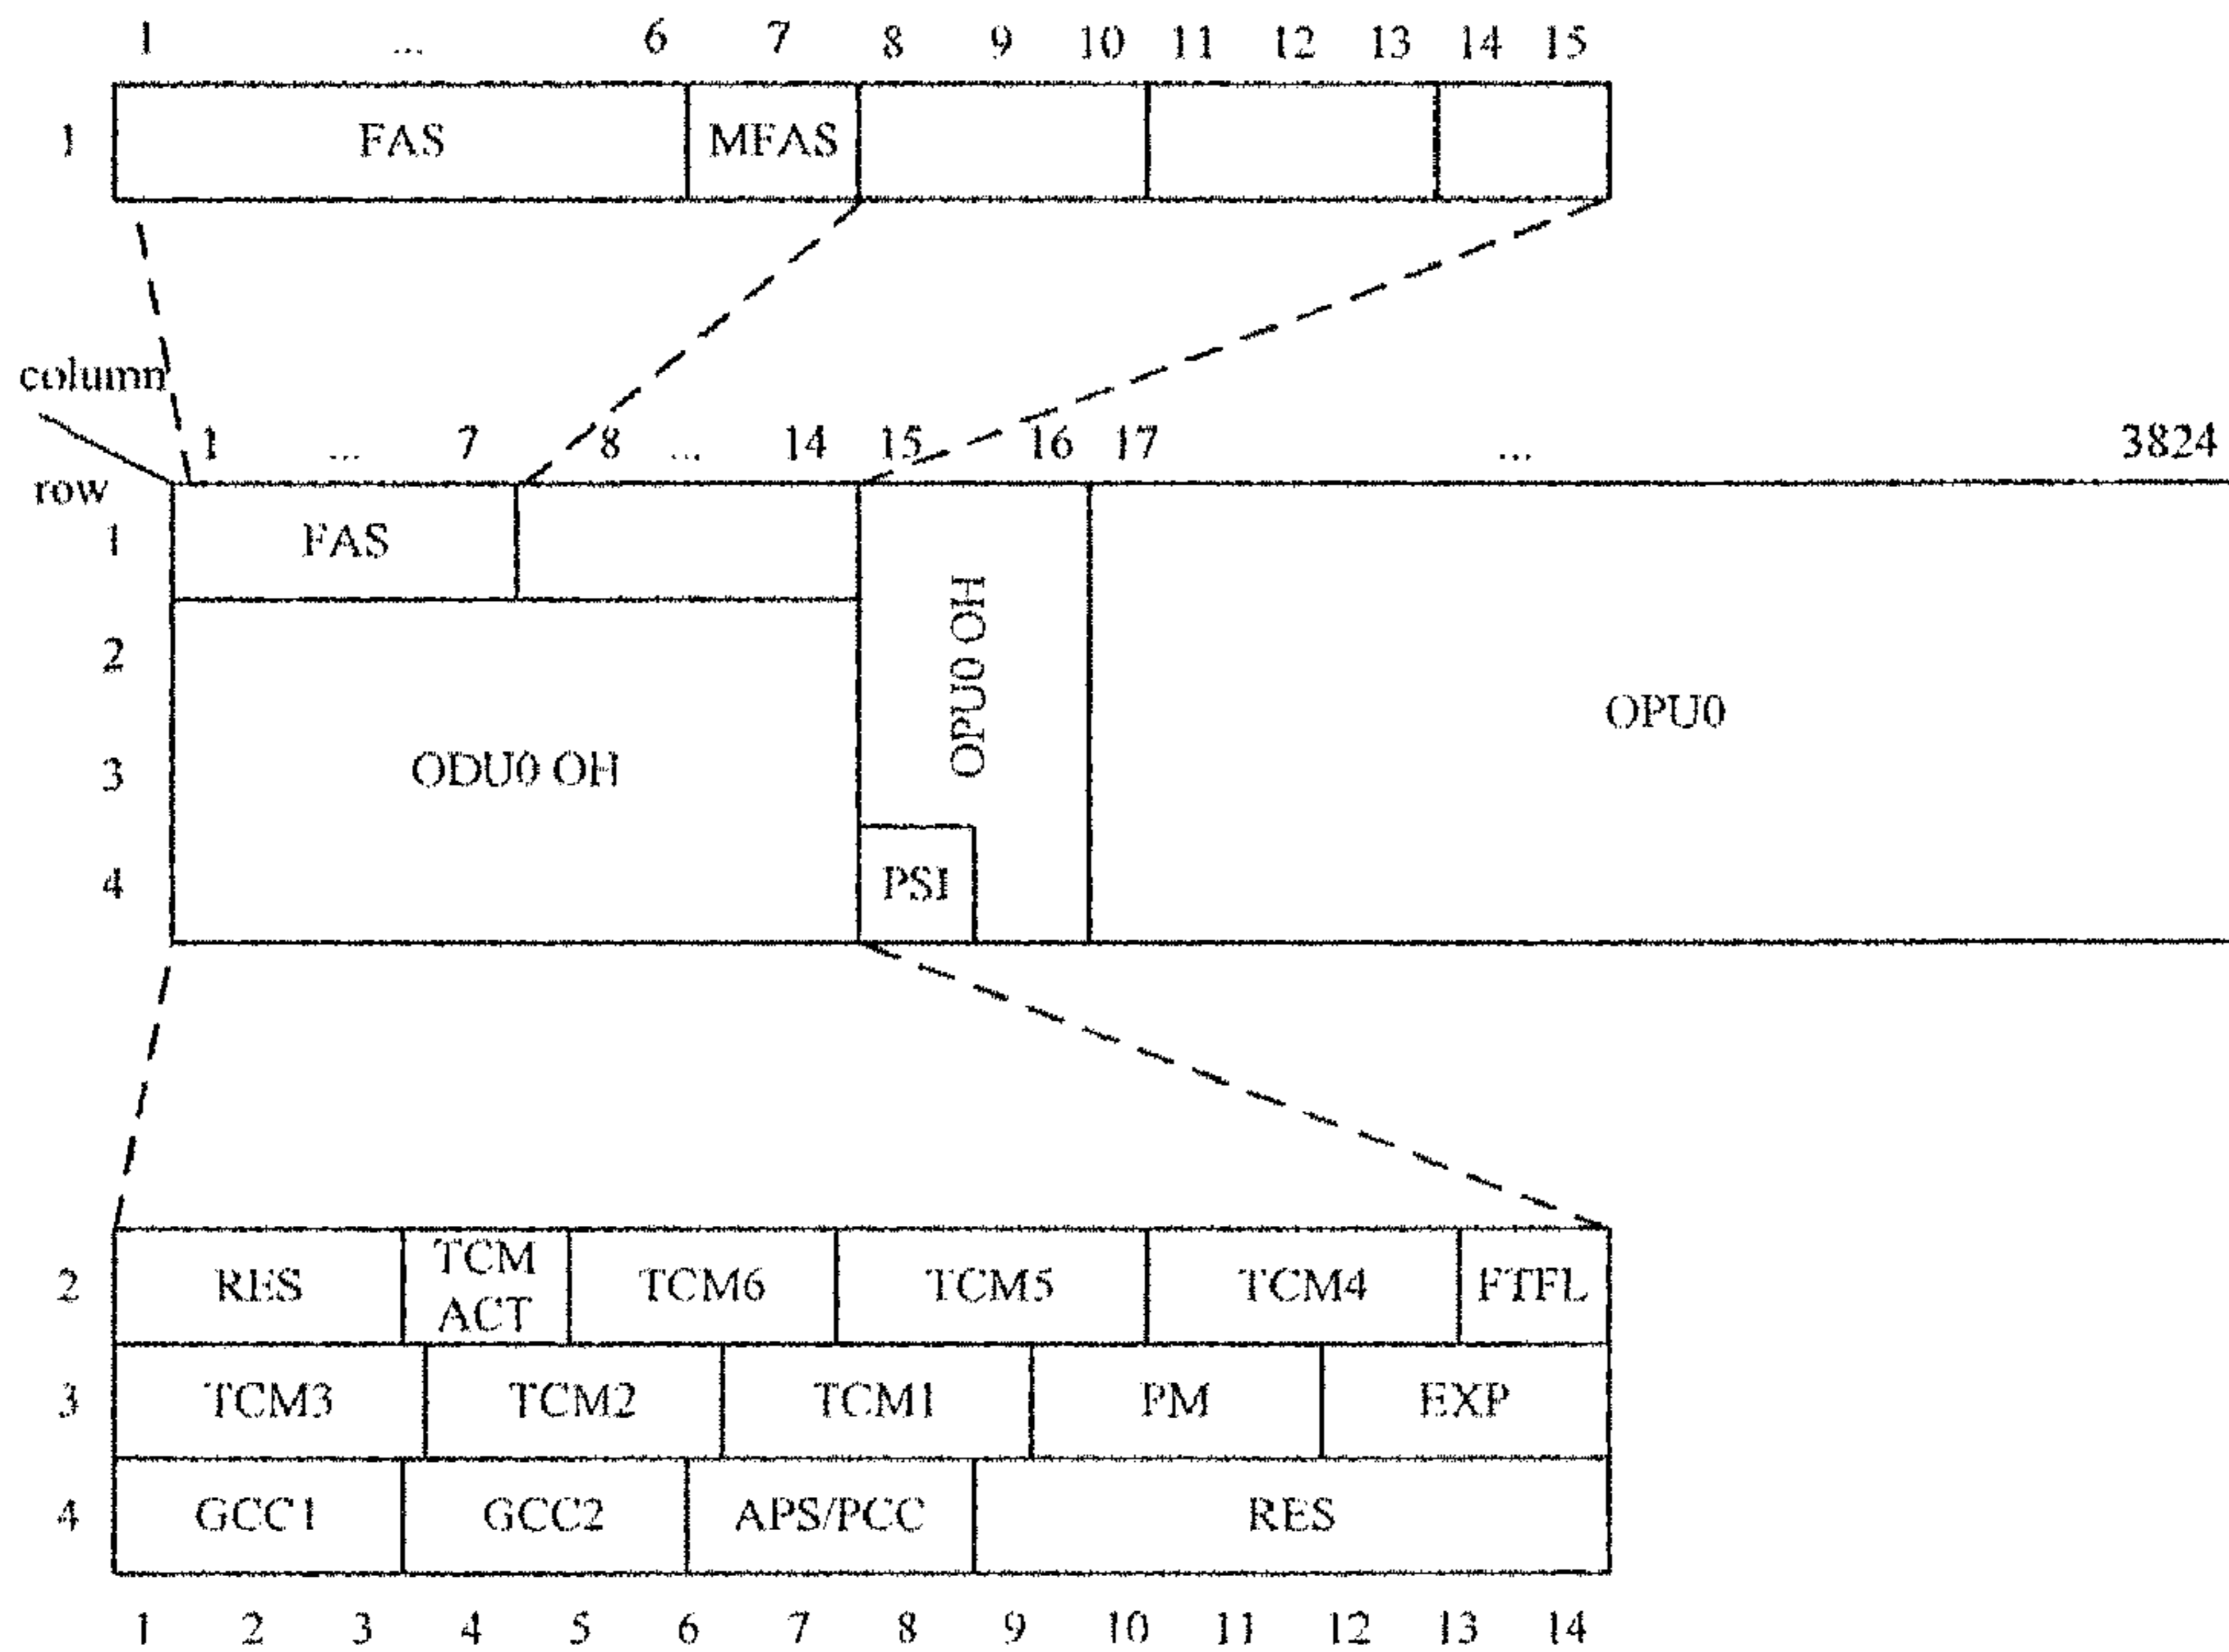 1 ... 6 7 8 9 10 11 12 13 14 15
1 FAS MFAS
column
1 ... 7 8 ... 14 15 16 17 ... 3824
row
1 FAS
2
3 ODU0 OH
4
OPU0 OH
PSI
OPU0
2 RES TCM ACT TCM6 TCM5 TCM4 FTFL
3 TCM3 TCM2 TCM1 PM EXP
4 GCC1 GCC2 APS/PCC RES
1 2 3 4 5 6 7 8 9 10 11 12 13 14